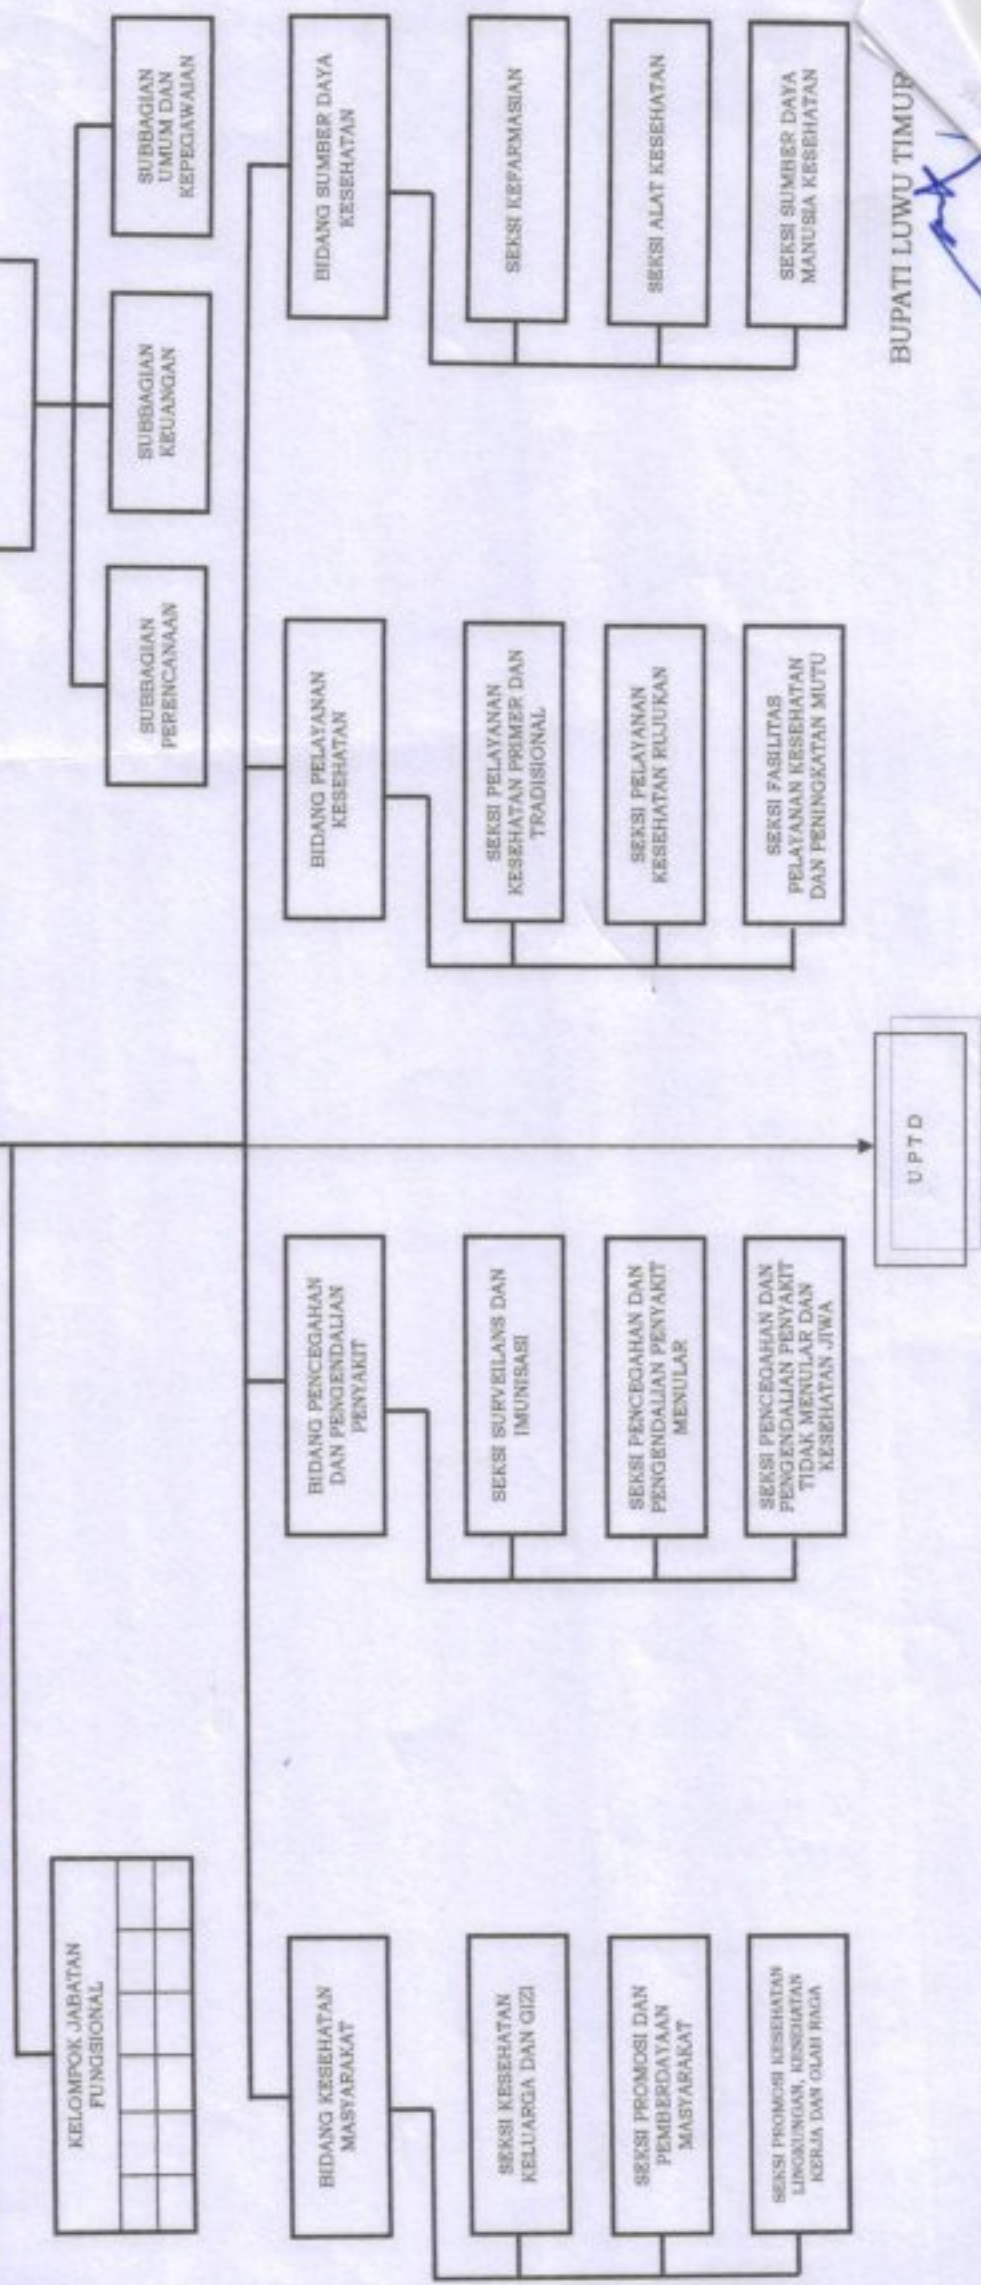 KELOMPOK JABATAN
FUNGSIONAL
SUBBAGIAN
PERENCANAAN
SUBBAGIAN
KEUANGAN
SUBBAGIAN
UMUM DAN
KEPEGAWAIAN
BIDANG KESEHATAN
MASYARAKAT
SEKSI KESEHATAN
KELUARGA DAN GIZI
SEKSI PROMOSI DAN
PEMBERDAYAAN
MASYARAKAT
SEKSI PROMOSI KESEHATAN
LINGKUNGAN, KESEHATAN
KERJA DAN OLAH RAGA
BIDANG PENCEGAHAN
DAN PENGENDALIAN
PENYAKIT
SEKSI SURVEILANS DAN
IMUNISASI
SEKSI PENCEGAHAN DAN
PENGENDALIAN PENYAKIT
MENULAR
SEKSI PENCEGAHAN DAN
PENGENDALIAN PENYAKIT
TIDAK MENULAR DAN
KESEHATAN JIWA
BIDANG PELAYANAN
KESEHATAN
SEKSI PELAYANAN
KESEHATAN PRIMER DAN
TRADISIONAL
SEKSI PELAYANAN
KESEHATAN RUJUKAN
SEKSI FASILITAS
PELAYANAN KESEHATAN
DAN PENINGKATAN MUTU
BIDANG SUMBER DAYA
KESEHATAN
SEKSI KEFARMASIAN
SEKSI ALAT KESEHATAN
SEKSI SUMBER DAYA
MANUSIA KESEHATAN
UPTD
BUPATI LUWU TIMUR